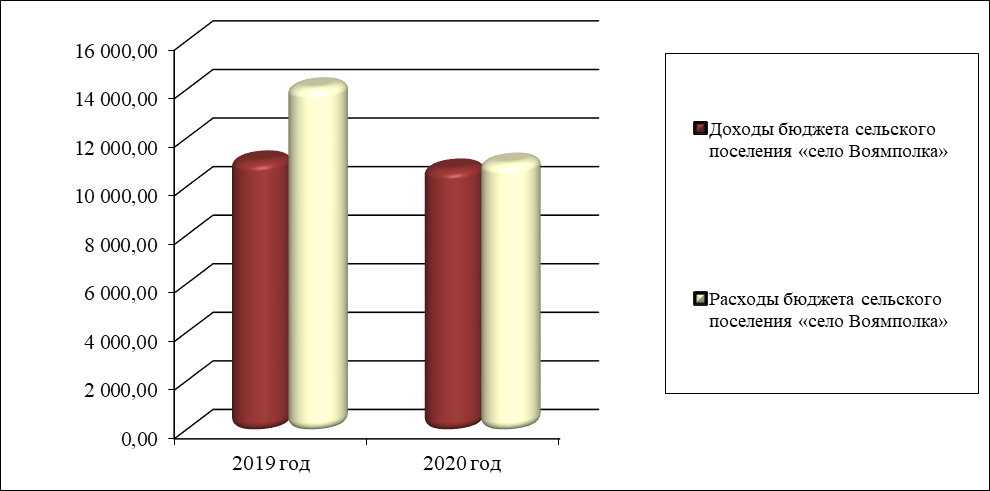 16 000,00
14 000,00
12 000,00
10 000,00
8 000,00
6 000,00
4 000,00
2 000,00
0,00
2019 год
2020 год
Доходы бюджета сельского
поселения «село Воямполка»
Расходы бюджета сельского
поселения «село Воямполка»